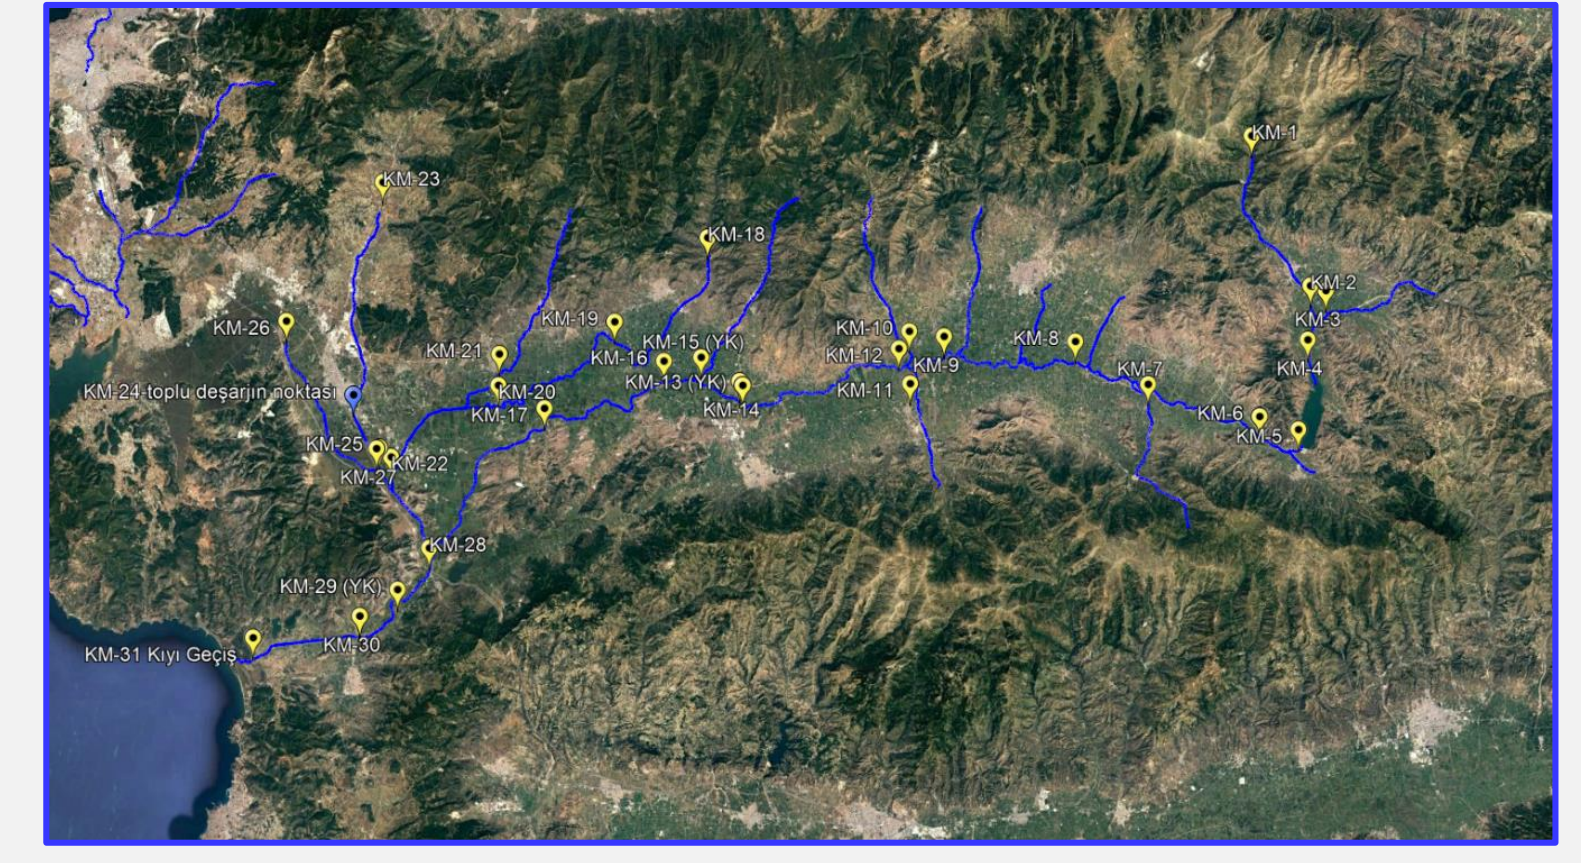 KM-1
KM-23
KM-18
KM-2
KM-3
KM-19
KM-26
KM-10
KM-15 (YK)
KM-8
KM-21
KM-16
KM-12
KM-9
KM-4
KM-7
KM-13 (YK)
KM-20
KM-24-toplu deşarjın noktası
KM-11
KM-17
KM-14
KM-6
KM-5
KM-25
KM-22
KM-27
KM-28
KM-29 (YK)
KM-30
KM-31 Kıyı Geçiş